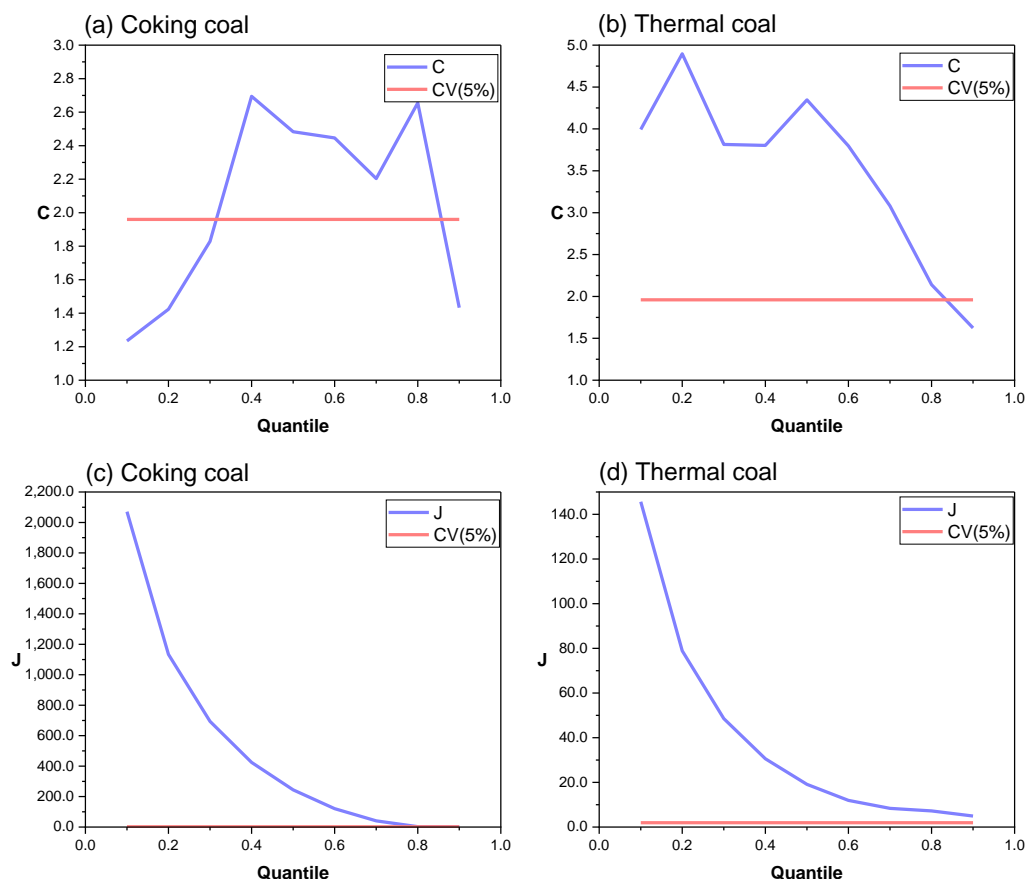 (a) Coking coal
3.0
2.8
2.6
2.4
2.2
2.0
1.8
1.6
1.4
1.2
1.0
C
C
CV(5%)
0.0 0.2 0.4 0.6 0.8 1.0
Quantile
(b) Thermal coal
5.0
4.5
4.0
3.5
3.0
2.5
2.0
1.5
1.0
C
C
CV(5%)
0.0 0.2 0.4 0.6 0.8 1.0
Quantile
(c) Coking coal
2,200.0
2,000.0
1,800.0
1,600.0
1,400.0
1,200.0
1,000.0
800.0
600.0
400.0
200.0
0.0
J
J
CV(5%)
0.0 0.2 0.4 0.6 0.8 1.0
Quantile
(d) Thermal coal
140.0
120.0
100.0
80.0
60.0
40.0
20.0
0.0
J
J
CV(5%)
0.0 0.2 0.4 0.6 0.8 1.0
Quantile